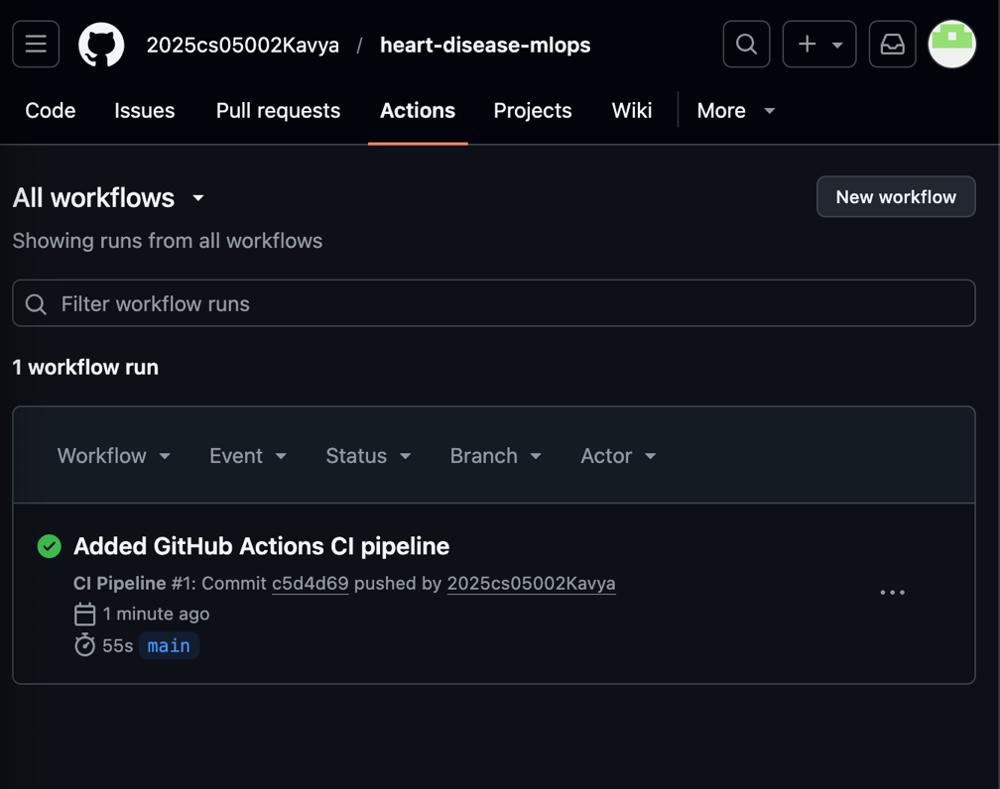 2025cs05002Kavya / heart-disease-mlops
Code Issues Pull requests Actions Projects Wiki More
All workflows
New workflow
Showing runs from all workflows
Filter workflow runs
1 workflow run
Workflow Event Status Branch Actor
Added GitHub Actions CI pipeline
CI Pipeline #1: Commit c5d4d69 pushed by 2025cs05002Kavya
1 minute ago
55s main